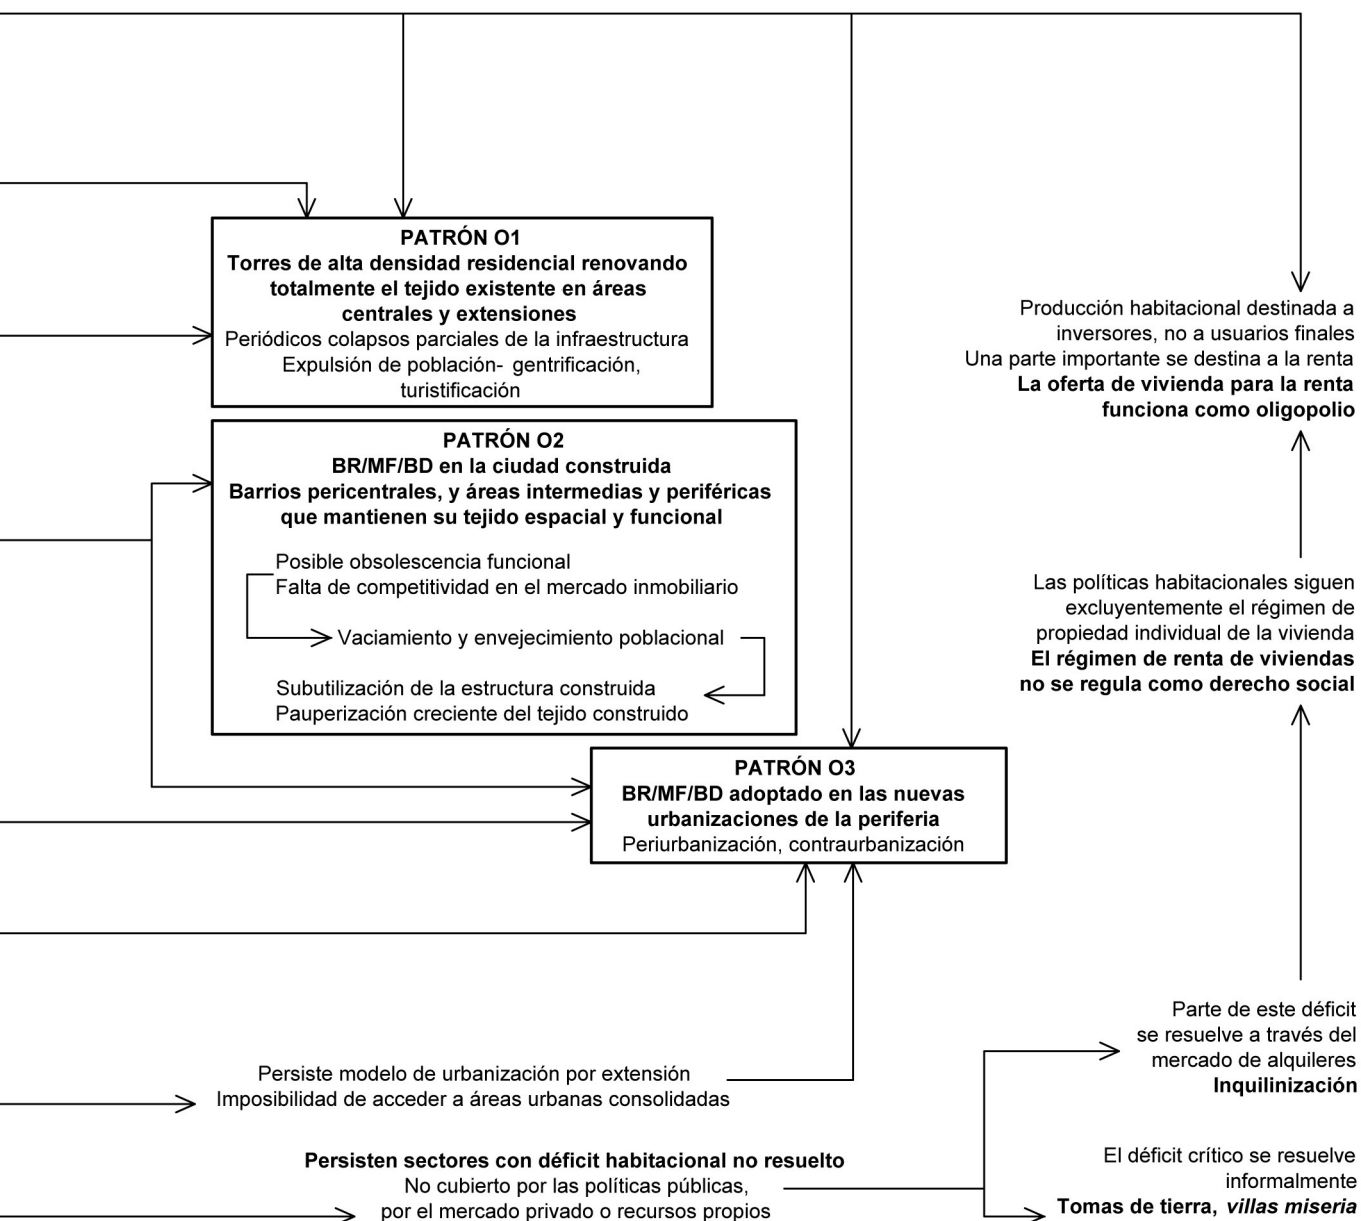 PATRÓN O1
Torres de alta densidad residencial renovando
totalmente el tejido existente en áreas
centrales y extensiones
Periódicos colapsos parciales de la infraestructura
Expulsión de población- gentrificación,
turistificación
PATRÓN O2
BR/MF/BD en la ciudad construida
Barrios pericentrales, y áreas intermedias y periféricas
que mantienen su tejido espacial y funcional
Posible obsolescencia funcional
Falta de competitividad en el mercado inmobiliario
Vaciamiento y envejecimiento poblacional
Subutilización de la estructura construida
Pauperización creciente del tejido construido
PATRÓN O3
BR/MF/BD adoptado en las nuevas
urbanizaciones de la periferia
Periurbanización, contraurbanización
Producción habitacional destinada a
inversores, no a usuarios finales
Una parte importante se destina a la renta
La oferta de vivienda para la renta
funciona como oligopolio
Las políticas habitacionales siguen
excluyentemente el régimen de
propiedad individual de la vivienda
El régimen de renta de viviendas
no se regula como derecho social
Parte de este déficit
se resuelve a través del
mercado de alquileres
Inquilinización
Persiste modelo de urbanización por extensión
Imposibilidad de acceder a áreas urbanas consolidadas
Persisten sectores con déficit habitacional no resuelto
No cubierto por las políticas públicas,
por el mercado privado o recursos propios
El déficit crítico se resuelve
informalmente
Tomas de tierra, villas miseria